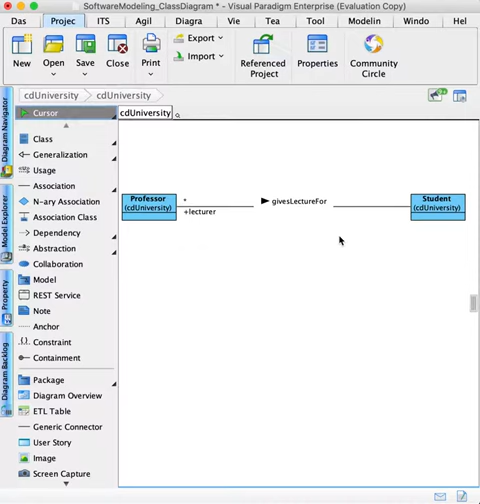 SoftwareModeling_ClassDiagram * - Visual Paradigm Enterprise (Evaluation Copy)
Das
Projec
ITS
Agil
Diagra
Vie
Tea
Tool
Modelin
Windo
Hel
New
Open
Save
Close
Print
Export
Import
Referenced
Project
Properties
Community
Circle
cdUniversity
cdUniversity
Diagram Navigator
Model Explorer
Property
Diagram Backlog
Cursor
Class
Generalization
Usage
Association
N-ary Association
Association Class
Dependency
Abstraction
Collaboration
Model
REST Service
Note
Anchor
Constraint
Containment
Package
Diagram Overview
ETL Table
Generic Connector
User Story
Image
Screen Capture
cdUniversity
Professor
(cdUniversity)
*
+lecturer
givesLectureFor
Student
(cdUniversity)